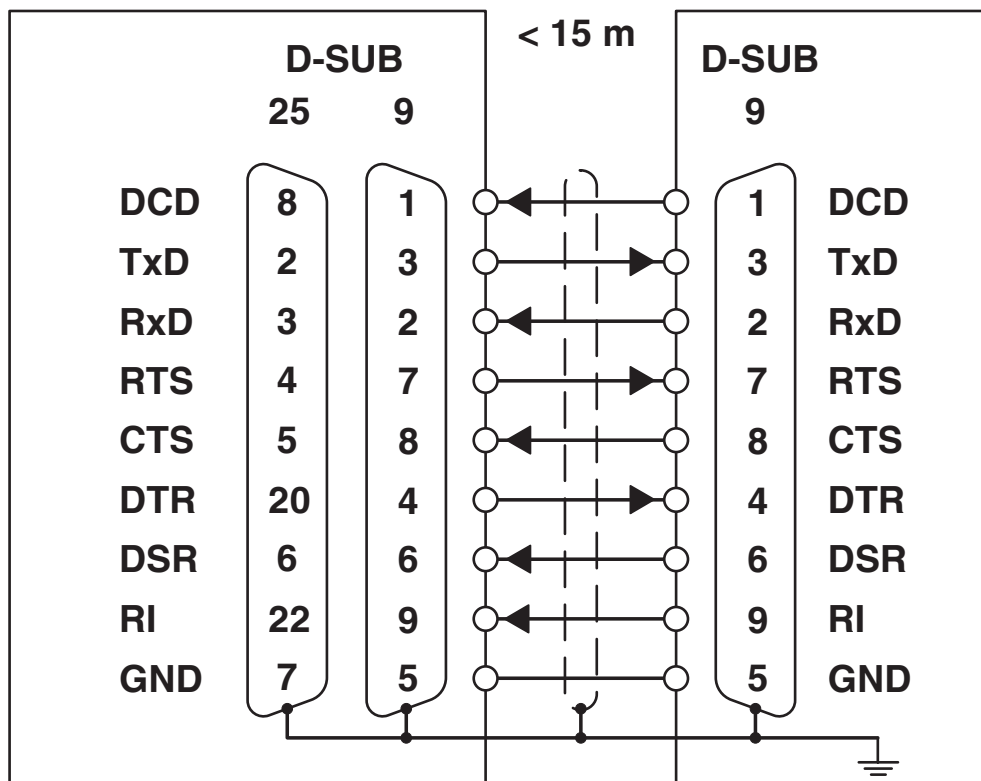 < 15 m
D-SUB D-SUB
25 9 9
DCD 8 1 1 DCD
TxD 2 3 3 TxD
RxD 3 2 2 RxD
RTS 4 7 7 RTS
CTS 5 8 8 CTS
DTR 20 4 4 DTR
DSR 6 6 6 DSR
RI 22 9 9 RI
GND 7 5 5 GND